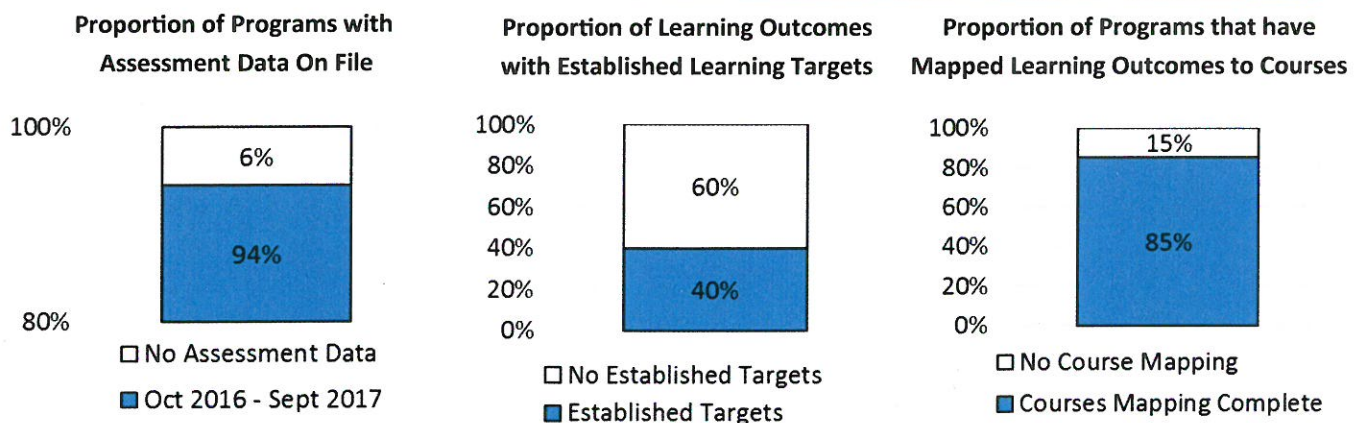 Proportion of Programs with
Assessment Data On File
100%
6%
94%
80%
No Assessment Data
Oct 2016 - Sept 2017
Proportion of Learning Outcomes
with Established Learning Targets
100%
80%
60%
40%
20%
0%
60%
40%
No Established Targets
Established Targets
Proportion of Programs that have
Mapped Learning Outcomes to Courses
100%
80%
60%
40%
20%
0%
15%
85%
No Course Mapping
Courses Mapping Complete